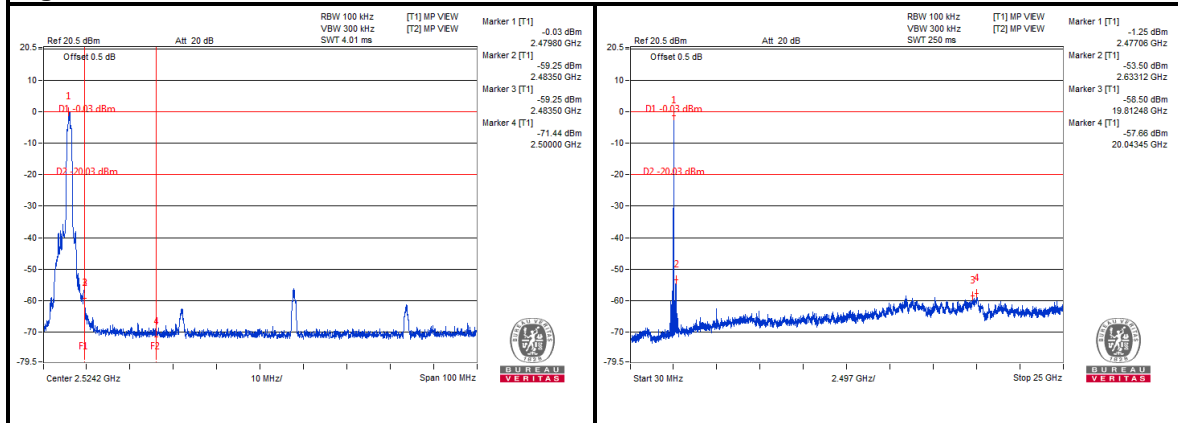 RBW 100 kHz [T1] MP VIEW
VBW 300 kHz [T2] MP VIEW
Ref 20.5 dBm Att 20 dB SWT 4.01 ms
20.5
Offset 0.5 dB
10
0
-10
-20
-30
-40
-50
-60
-70
-79.5
1
D1 -0.03 dBm
D2 -20.03 dBm
4
F1
F2
Center 2.5242 GHz 10 MHz/ Span 100 MHz
Marker 1 [T1]
-0.03 dBm
2.47980 GHz
Marker 2 [T1]
-59.25 dBm
2.48350 GHz
Marker 3 [T1]
-59.25 dBm
2.48350 GHz
Marker 4 [T1]
-71.44 dBm
2.50000 GHz
1828
BUREAU
VERITAS
RBW 100 kHz [T1] MP VIEW
VBW 300 kHz [T2] MP VIEW
Ref 20.5 dBm Att 20 dB SWT 250 ms
20.5
Offset 0.5 dB
10
0
-10
-20
-30
-40
-50
-60
-70
-79.5
1
D1 -0.03 dBm
D2 -20.03 dBm
2
3
4
Start 30 MHz 2.497 GHz/ Stop 25 GHz
Marker 1 [T1]
-1.25 dBm
2.47706 GHz
Marker 2 [T1]
-53.50 dBm
2.63312 GHz
Marker 3 [T1]
-58.50 dBm
19.81248 GHz
Marker 4 [T1]
-57.66 dBm
20.04345 GHz
1828
BUREAU
VERITAS